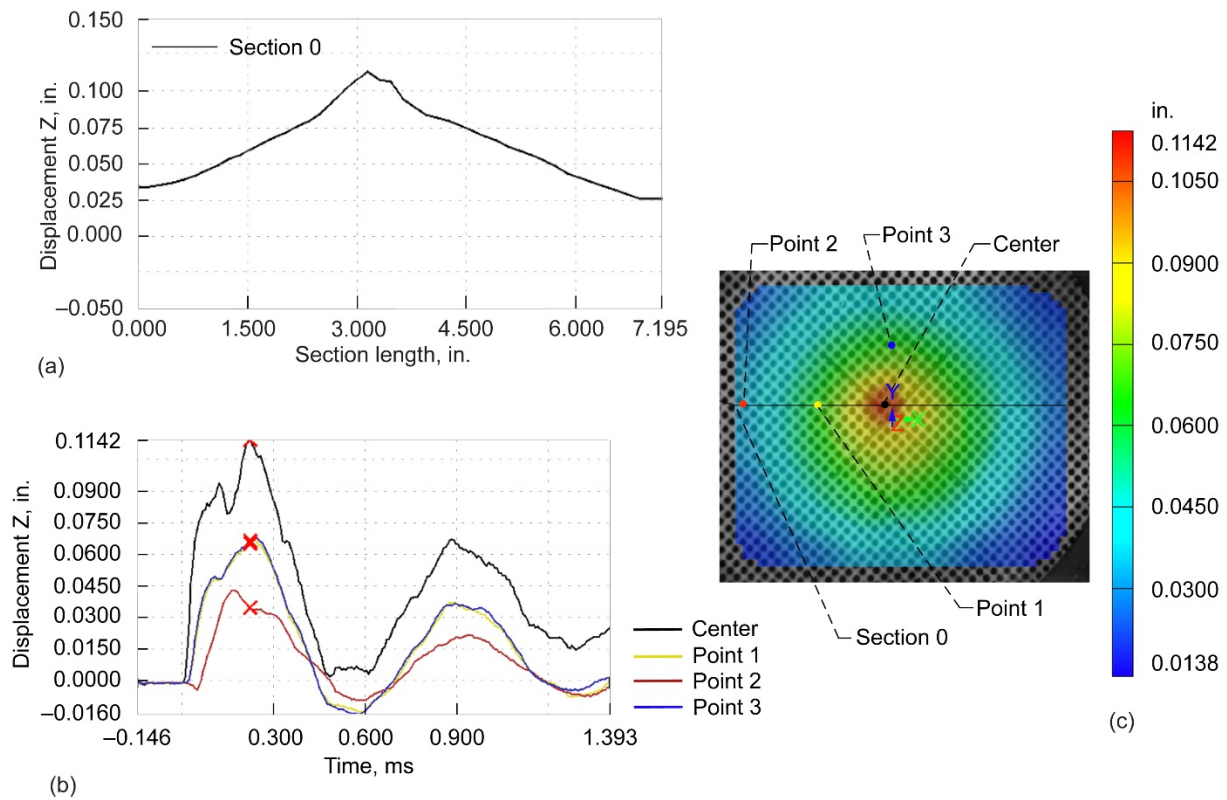 0.150
0.100
0.075
0.050
0.025
0.000
–0.050
Displacement Z, in.
Section 0
0.000 1.500 3.000 4.500 6.000 7.195
Section length, in.
(a)
0.1142
0.0900
0.0750
0.0600
0.0450
0.0300
0.0150
0.0000
–0.0160
Displacement Z, in.
–0.146 0.300 0.600 0.900 1.393
Time, ms
(b)
Center
Point 1
Point 2
Point 3
Point 2
Point 3
Center
Y
Z
X
Point 1
Section 0
in.
0.1142
0.1050
0.0900
0.0750
0.0600
0.0450
0.0300
0.0138
(c)